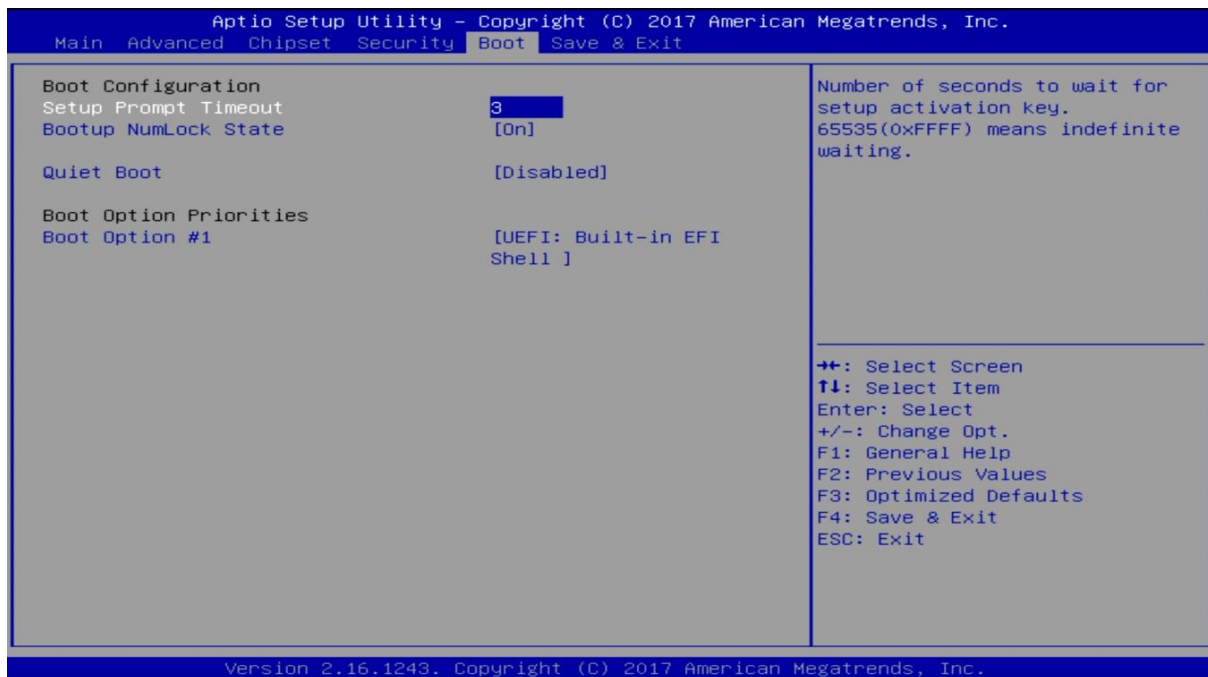 Aptio Setup Utility – Copyright (C) 2017 American Megatrends, Inc.
Main Advanced Chipset Security Boot Save & Exit
Boot Configuration
Setup Prompt Timeout 3
Bootup NumLock State [On]
Quiet Boot [Disabled]
Boot Option Priorities
Boot Option #1 [UEFI: Built-in EFI
Shell ]
Number of seconds to wait for
setup activation key.
65535(0xFFFF) means indefinite
waiting.
→←: Select Screen
↑↓: Select Item
Enter: Select
+/-: Change Opt.
F1: General Help
F2: Previous Values
F3: Optimized Defaults
F4: Save & Exit
ESC: Exit
Version 2.16.1243. Copyright (C) 2017 American Megatrends, Inc.